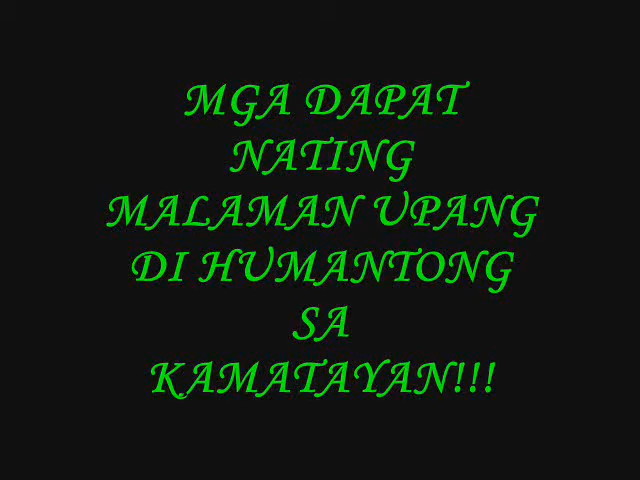 MGA DAPAT
NATING
MALAMAN UPANG
DI HUMANTONG
SA
KAMATAYAN!!!